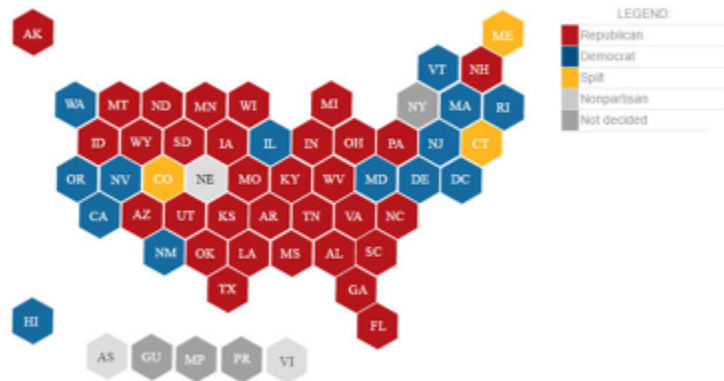 LEGEND:
Republican
Democrat
Spilt
Nonpartisan
Not decided
AK ME
VT NH
WA MT ND MN WI MI NY MA RI
ID WY SD IA IL IN OH PA NJ CT
OR NV CO NE MO KY WV MD DE DC
CA AZ UT KS AR TN VA NC
NM OK LA MS AL SC
TX GA
HI FL
AS GU MP PR VI